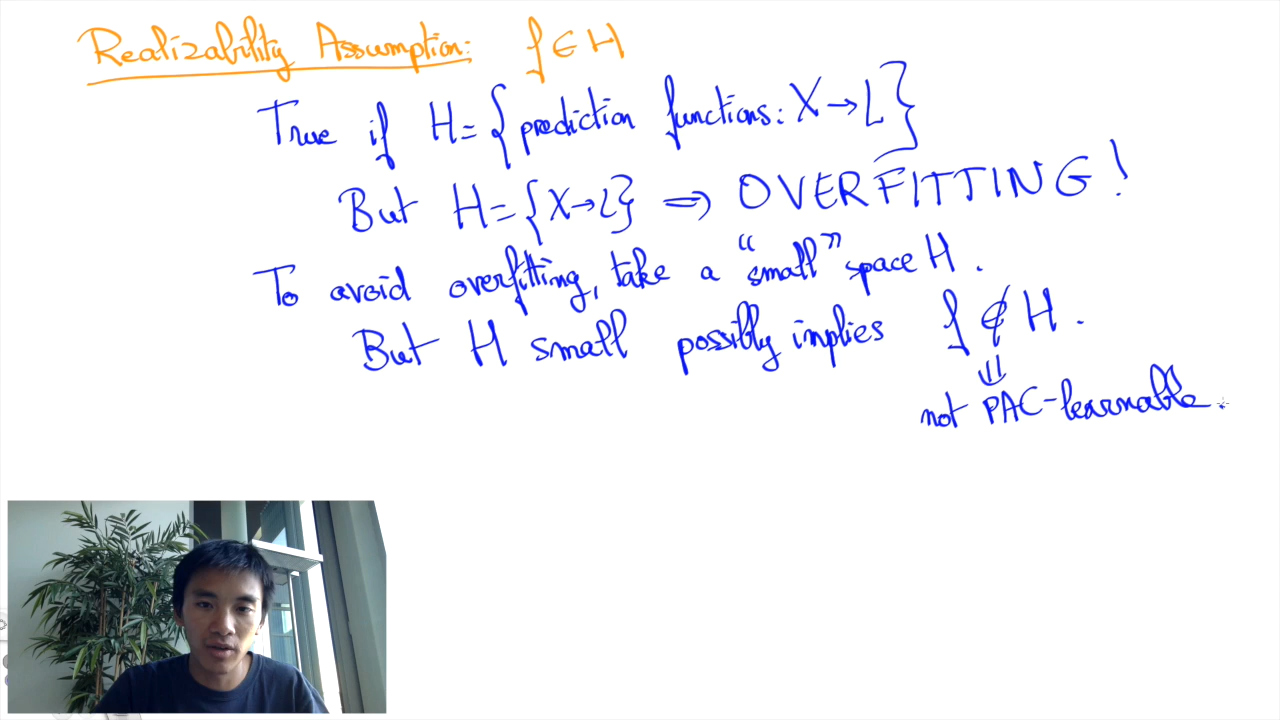 Realizability Assumption: f ∈ H
True if H = { prediction functions: X → L }
But H = { X → L } ⇒ OVERFITTING !
To avoid overfitting, take a “small” space H.
But H small possibly implies f ∉ H.
⇓
not PAC-learnable.